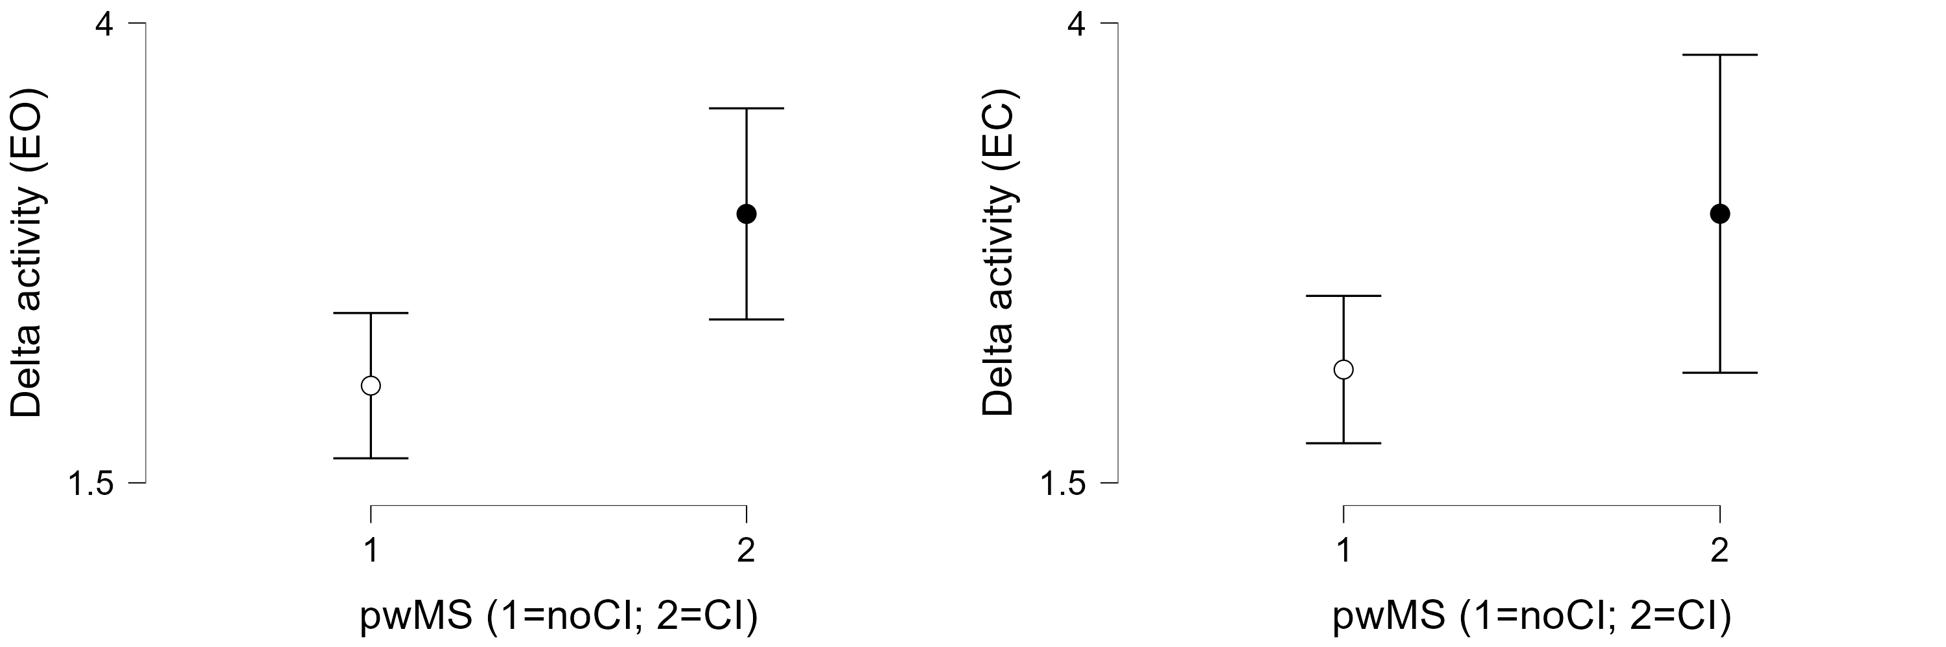 4
Delta activity (EO)
1.5
1
2
pwMS (1=noCI; 2=CI)
4
Delta activity (EC)
1.5
1
2
pwMS (1=noCI; 2=CI)